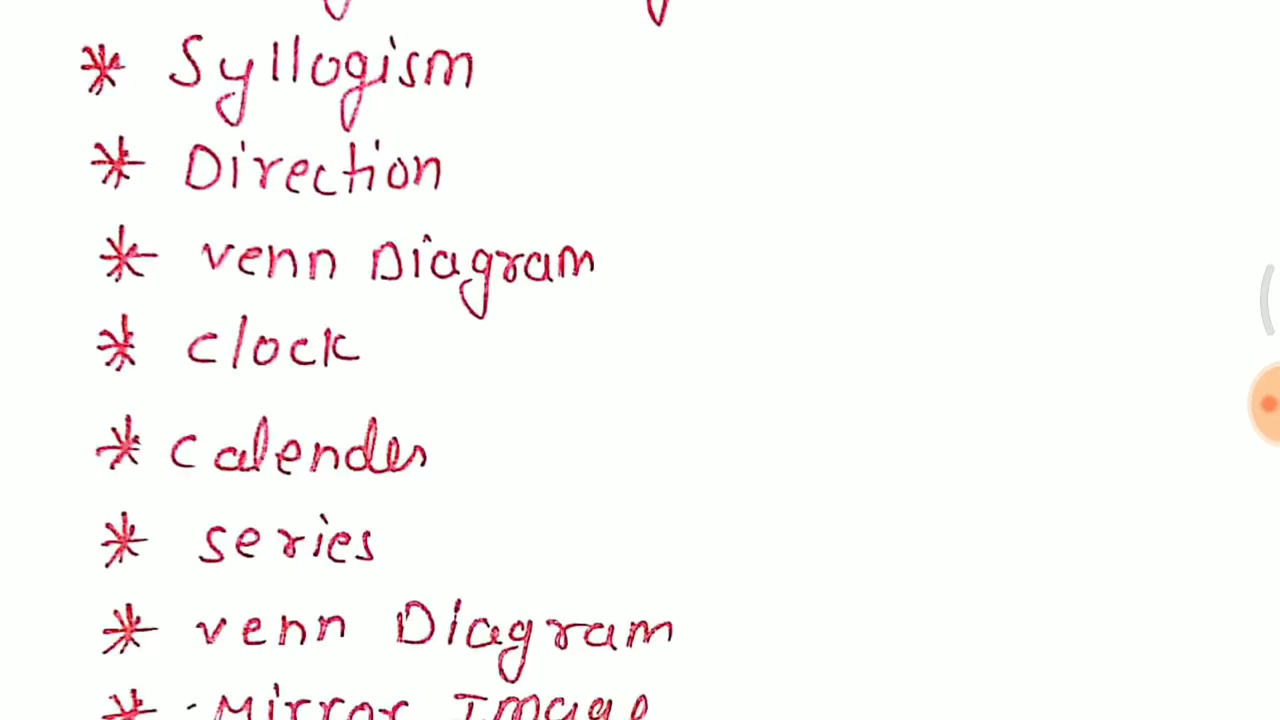 * Syllogism
* Direction
* venn Diagram
* clock
* calender
* series
* venn Diagram
* Mirror Image